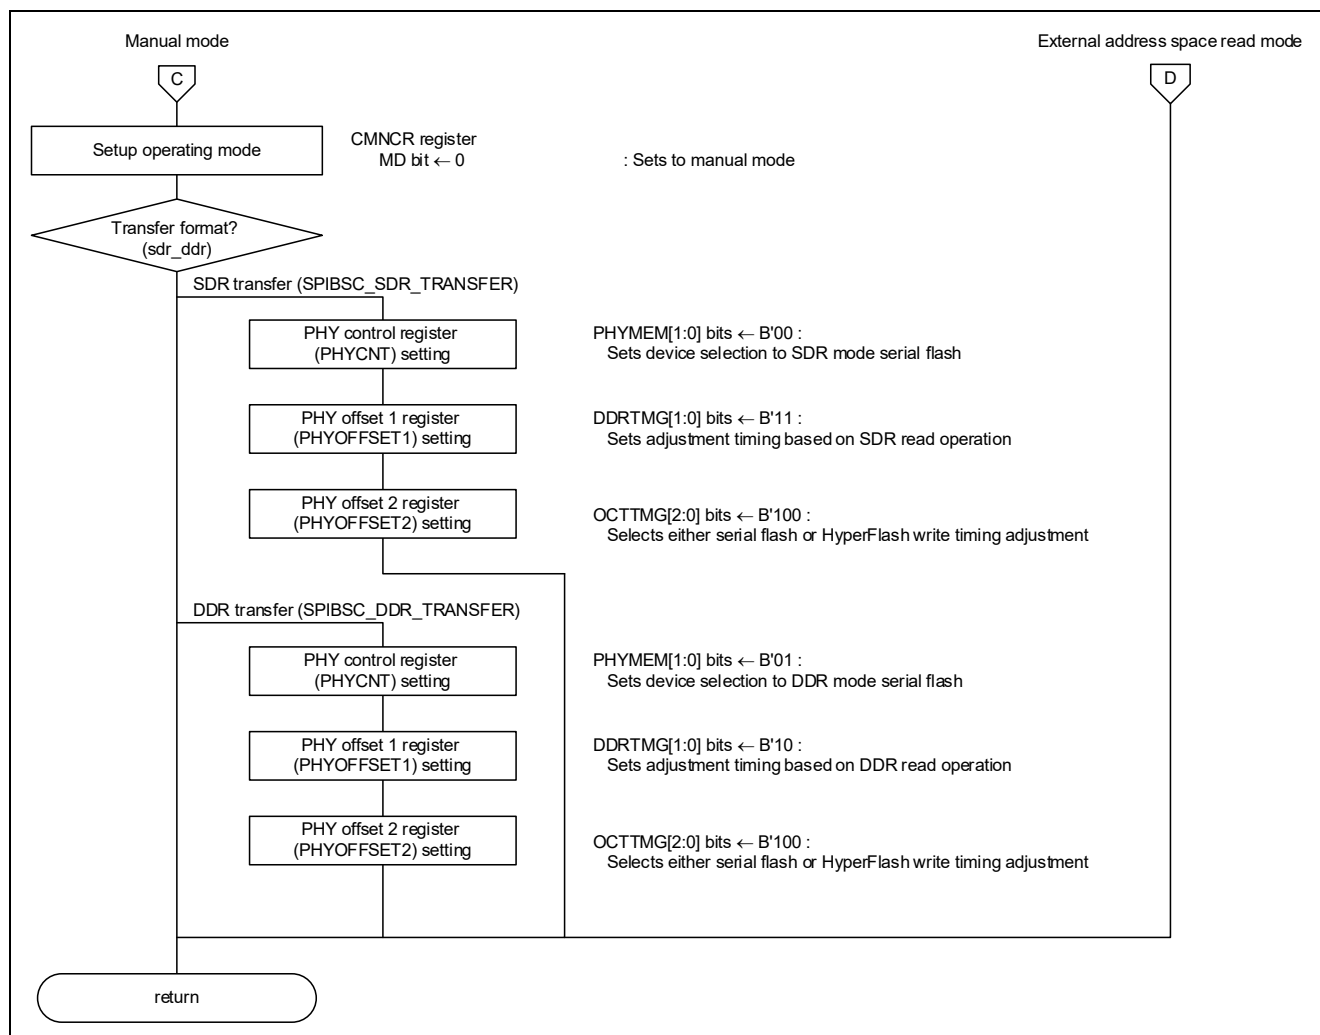 Manual mode
External address space read mode
C
D
Setup operating mode
CMNCR register
MD bit ← 0
: Sets to manual mode
Transfer format?
(sdr_ddr)
SDR transfer (SPIBSC_SDR_TRANSFER)
PHY control register
(PHYCNT) setting
PHYMEM[1:0] bits ← B'00 :
Sets device selection to SDR mode serial flash
PHY offset 1 register
(PHYOFFSET1) setting
DDRTMG[1:0] bits ← B'11 :
Sets adjustment timing based on SDR read operation
PHY offset 2 register
(PHYOFFSET2) setting
OCTTMG[2:0] bits ← B'100 :
Selects either serial flash or HyperFlash write timing adjustment
DDR transfer (SPIBSC_DDR_TRANSFER)
PHY control register
(PHYCNT) setting
PHYMEM[1:0] bits ← B'01 :
Sets device selection to DDR mode serial flash
PHY offset 1 register
(PHYOFFSET1) setting
DDRTMG[1:0] bits ← B'10 :
Sets adjustment timing based on DDR read operation
PHY offset 2 register
(PHYOFFSET2) setting
OCTTMG[2:0] bits ← B'100 :
Selects either serial flash or HyperFlash write timing adjustment
return